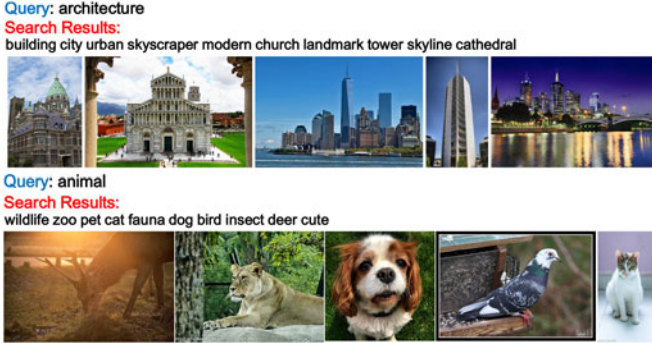 Query: architecture
Search Results:
building city urban skyscraper modern church landmark tower skyline cathedral
Query: animal
Search Results:
wildlife zoo pet cat fauna dog bird insect deer cute